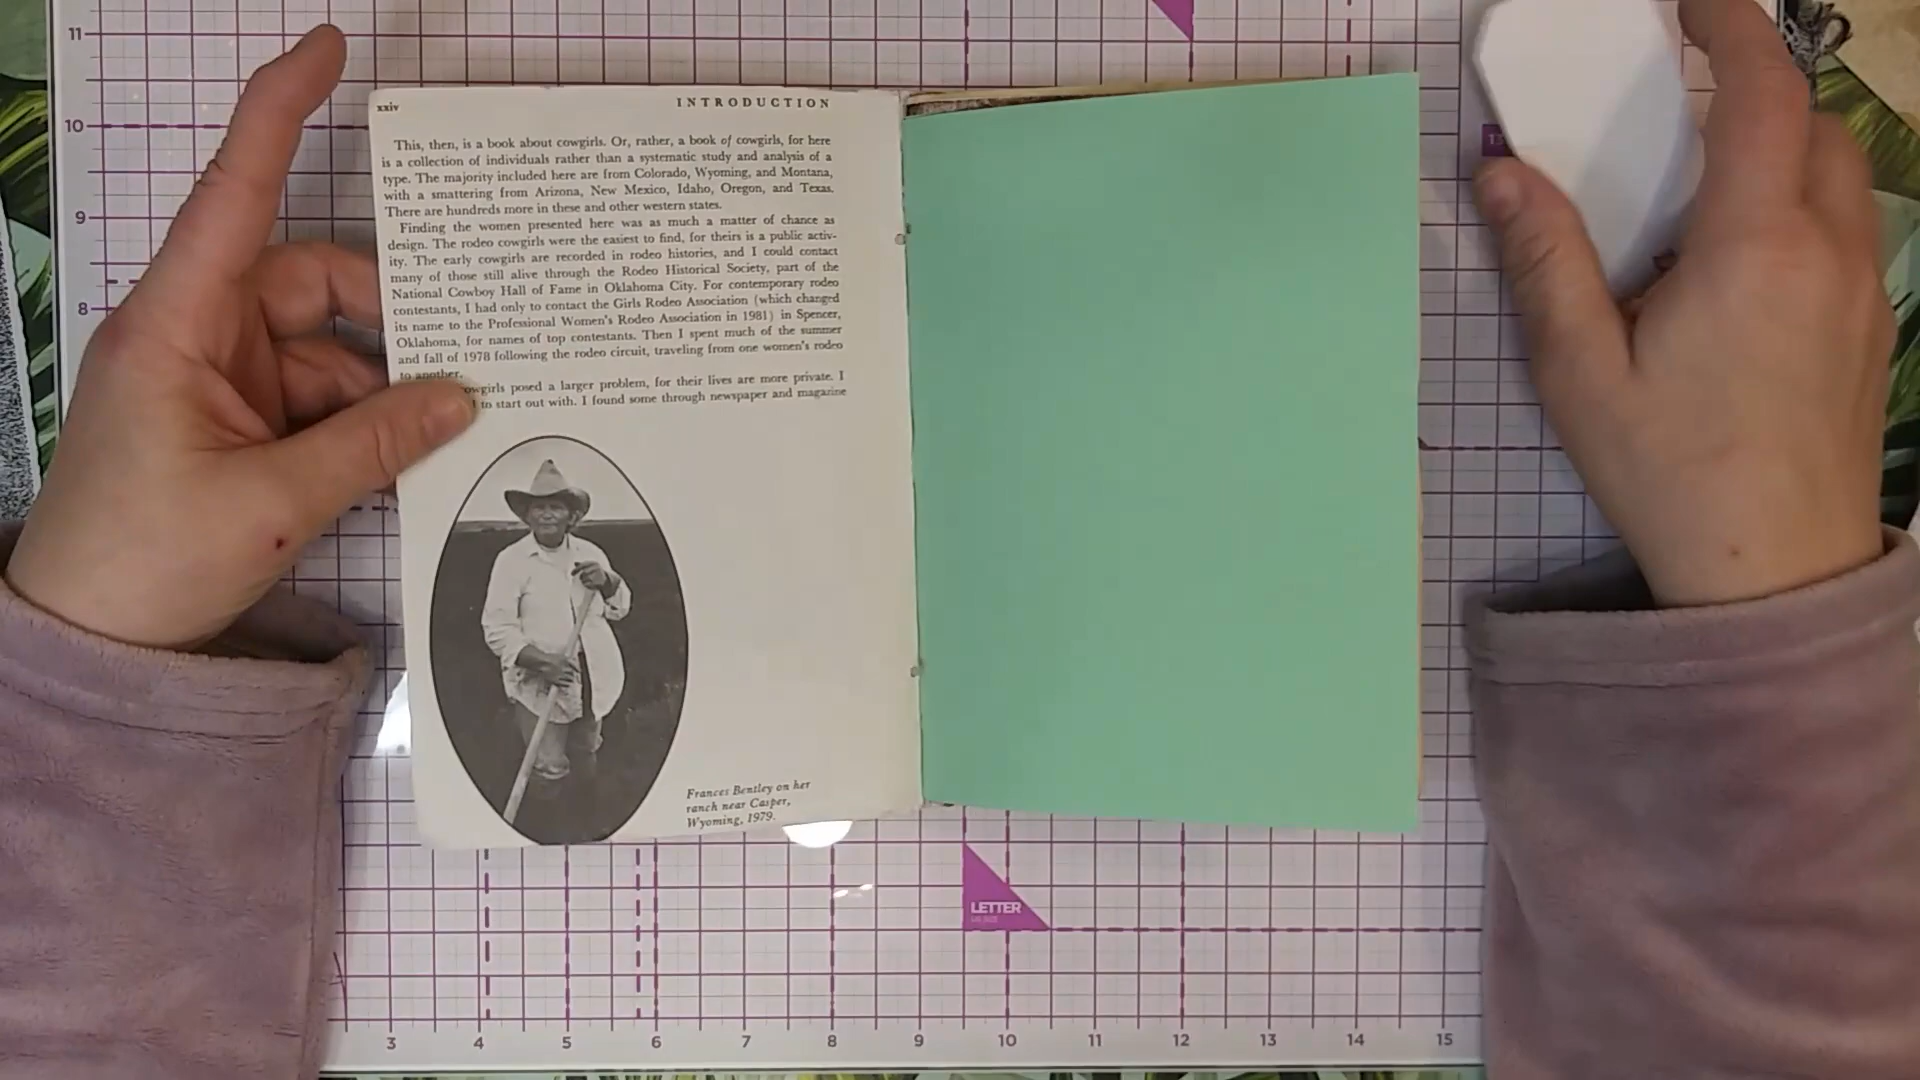 11
10
9
8
xxiv
INTRODUCTION
This, then, is a book about cowgirls. Or, rather, a book of cowgirls, for here
is a collection of individuals rather than a systematic study and analysis of a
type. The majority included here are from Colorado, Wyoming, and Montana,
with a smattering from Arizona, New Mexico, Idaho, Oregon, and Texas.
There are hundreds more in these and other western states.
Finding the women presented here was as much a matter of chance as
design. The rodeo cowgirls were the easiest to find, for theirs is a public activ-
ity. The early cowgirls are recorded in rodeo histories, and I could contact
many of those still alive through the Rodeo Historical Society, part of the
National Cowboy Hall of Fame in Oklahoma City. For contemporary rodeo
contestants, I had only to contact the Girls Rodeo Association (which changed
its name to the Professional Women's Rodeo Association in 1981) in Spencer,
Oklahoma, for names of top contestants. Then I spent much of the summer
and fall of 1978 following the rodeo circuit, traveling from one women's rodeo
to another.
posed a larger problem, for their lives are more private. I
to start out with. I found some through newspaper and magazine
Frances Bentley on her
ranch near Casper,
Wyoming, 1979.
LETTER
3 4 5 6 7 8 9 10 11 12 13 14 15